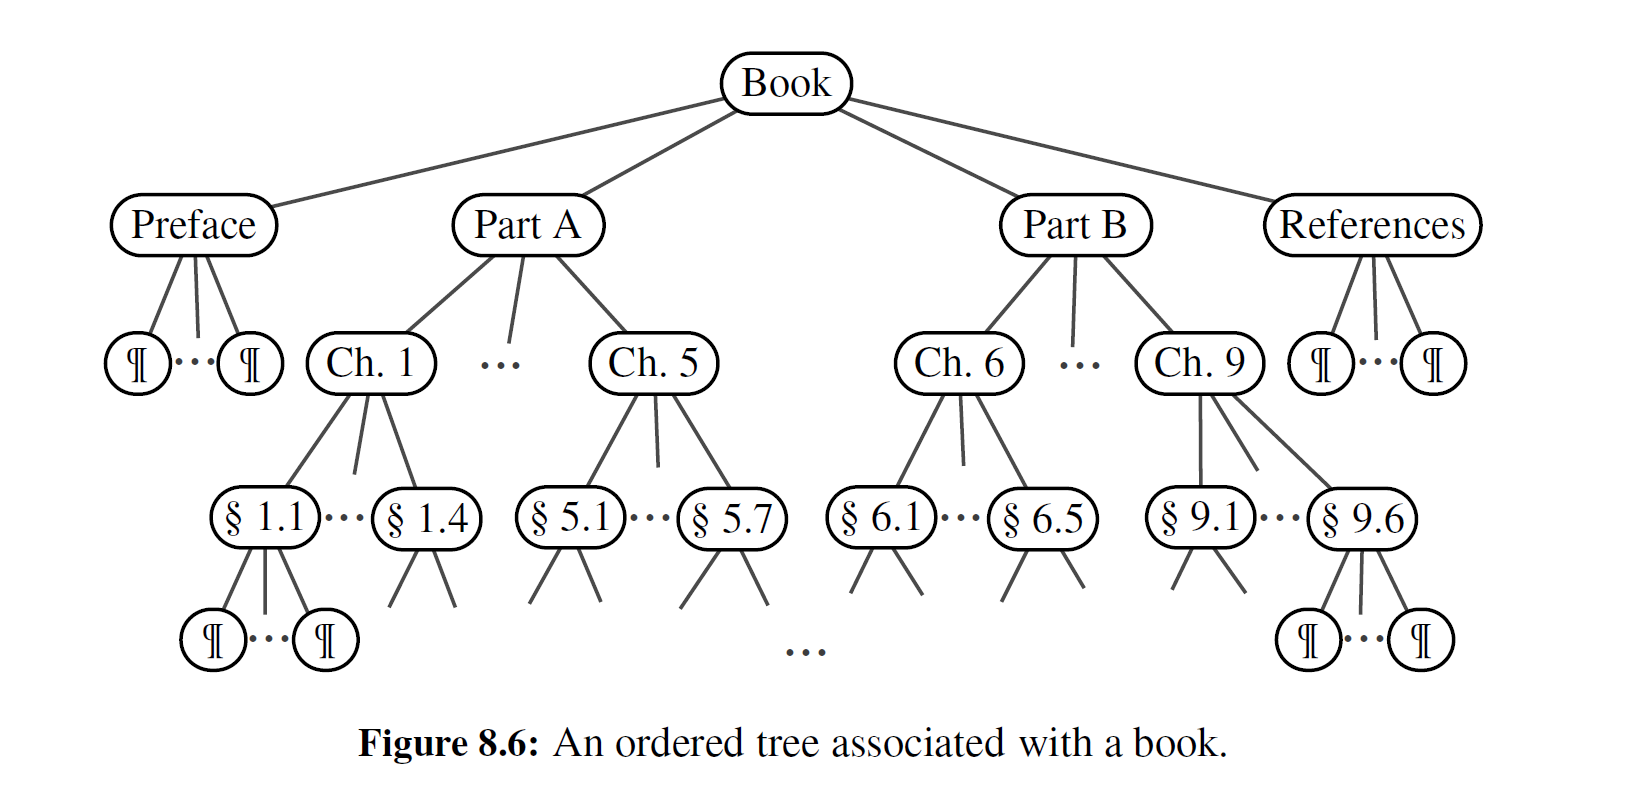 Book
Preface Part A Part B References
¶ ... ¶ Ch. 1 ... Ch. 5 Ch. 6 ... Ch. 9 ¶ ... ¶
§ 1.1 ... § 1.4 § 5.1 ... § 5.7 § 6.1 ... § 6.5 § 9.1 ... § 9.6
¶ ... ¶ ... ¶ ... ¶
Figure 8.6: An ordered tree associated with a book.